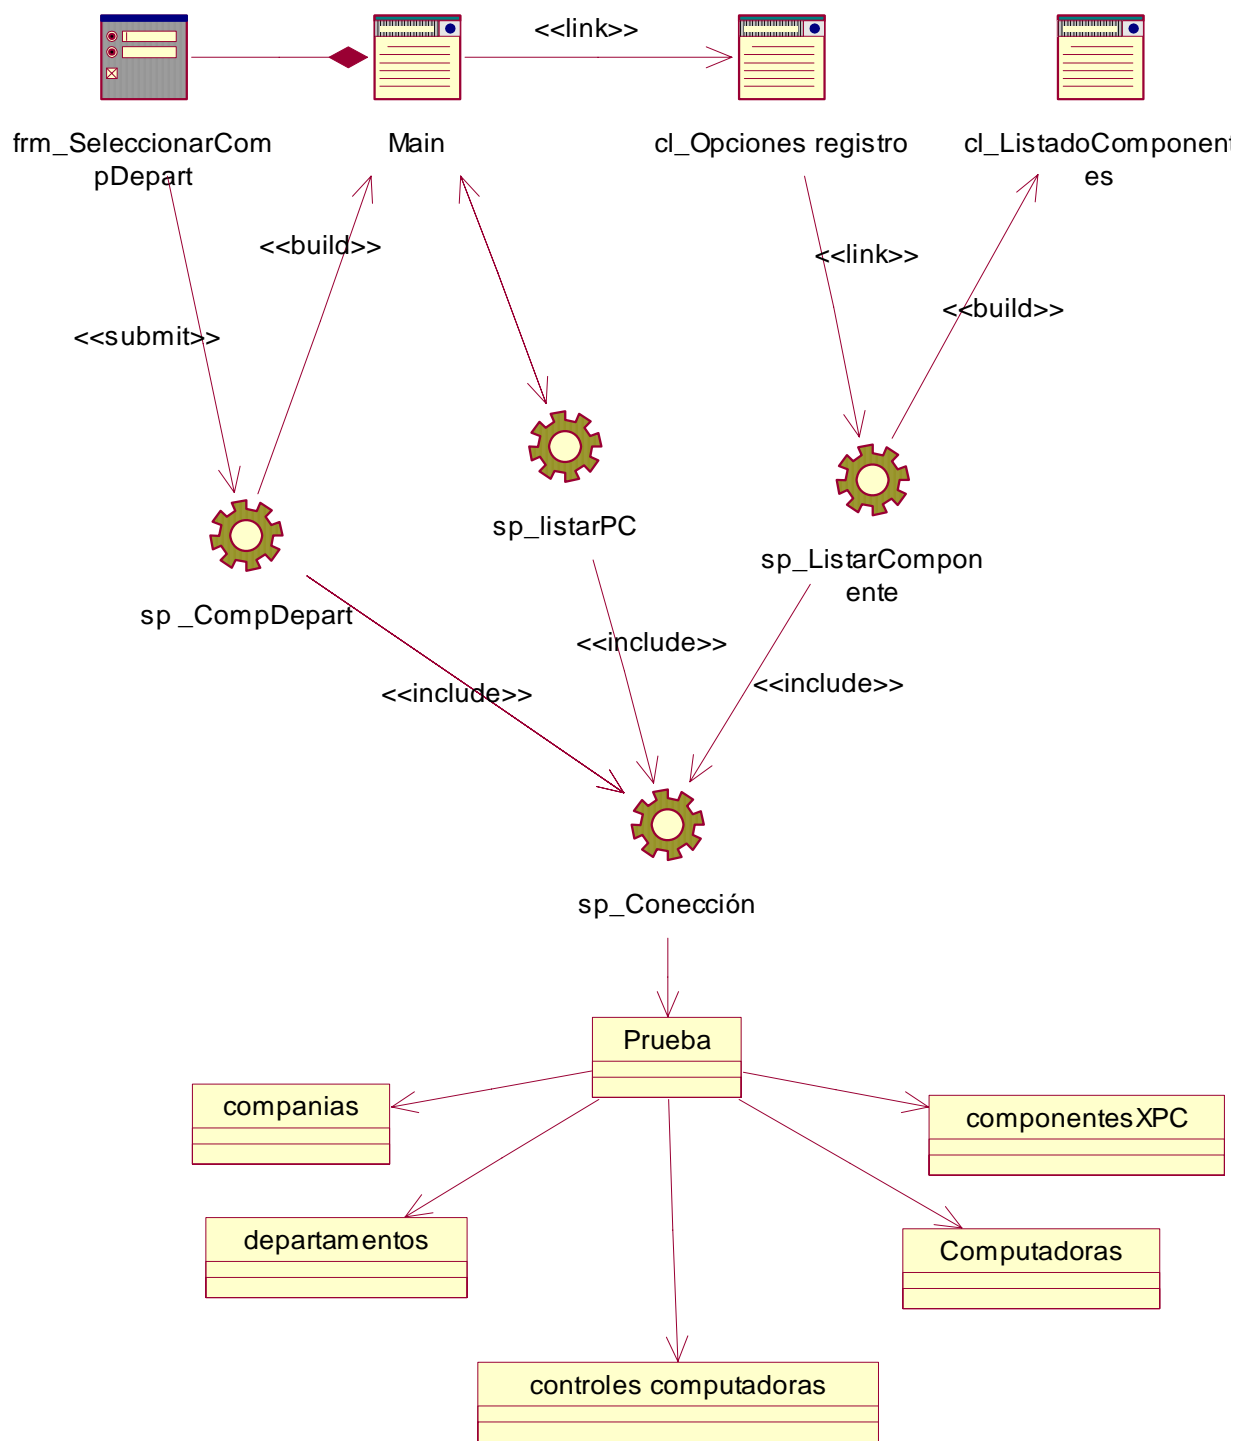 <<link>>
frm_SeleccionarCom
pDepart
Main
cl_Opciones registro
cl_ListadoComponent
es
<<build>>
<<link>>
<<build>>
<<submit>>
sp_listarPC
sp_ListarCompon
ente
sp _CompDepart
<<include>>
<<include>>
<<include>>
sp_Conección
Prueba
companias
componentesXPC
departamentos
Computadoras
controles computadoras